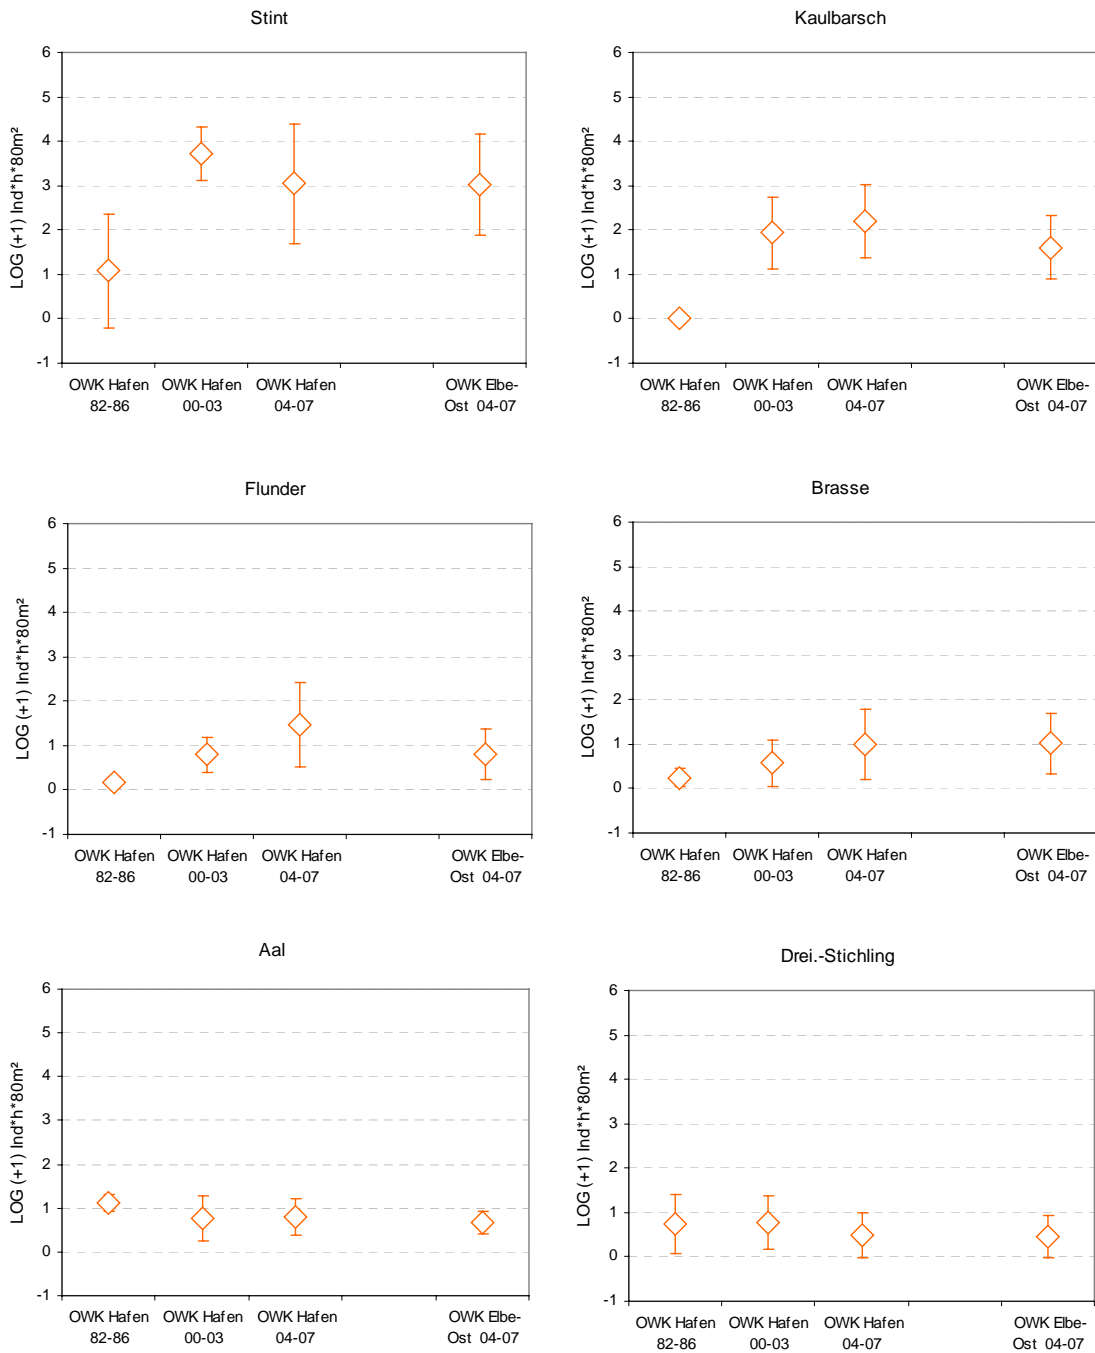 Stint
LOG (+1) Ind*h*80m²
6
5
4
3
2
1
0
-1
OWK Hafen
82-86
OWK Hafen
00-03
OWK Hafen
04-07
OWK Elbe-
Ost 04-07
Kaulbarsch
LOG (+1) Ind*h*80m²
6
5
4
3
2
1
0
-1
OWK Hafen
82-86
OWK Hafen
00-03
OWK Hafen
04-07
OWK Elbe-
Ost 04-07
Flunder
LOG (+1) Ind*h*80m²
6
5
4
3
2
1
0
-1
OWK Hafen
82-86
OWK Hafen
00-03
OWK Hafen
04-07
OWK Elbe-
Ost 04-07
Brasse
LOG (+1) Ind*h*80m²
6
5
4
3
2
1
0
-1
OWK Hafen
82-86
OWK Hafen
00-03
OWK Hafen
04-07
OWK Elbe-
Ost 04-07
Aal
LOG (+1) Ind*h*80m²
6
5
4
3
2
1
0
-1
OWK Hafen
82-86
OWK Hafen
00-03
OWK Hafen
04-07
OWK Elbe-
Ost 04-07
Drei.-Stichling
LOG (+1) Ind*h*80m²
6
5
4
3
2
1
0
-1
OWK Hafen
82-86
OWK Hafen
00-03
OWK Hafen
04-07
OWK Elbe-
Ost 04-07